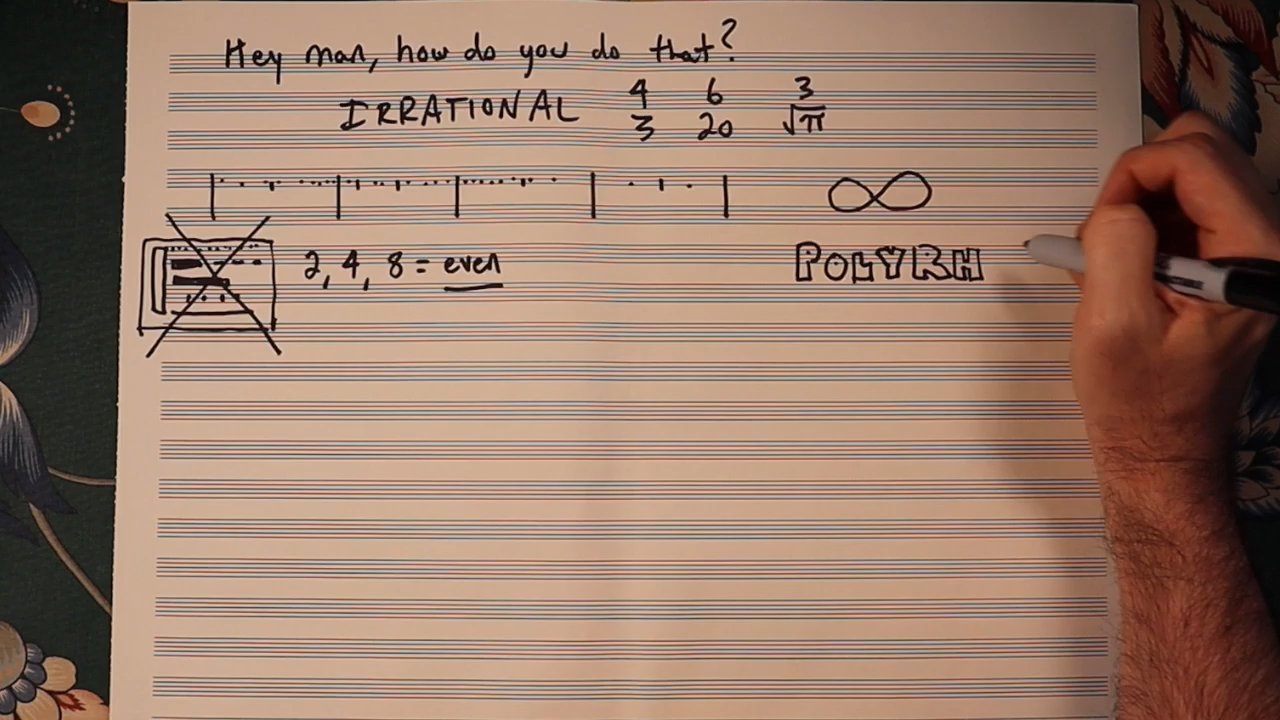 Hey man, how do you do that?
IRRATIONAL 4/3 6/20 3/√π
∞
2, 4, 8 = even
POLYRH